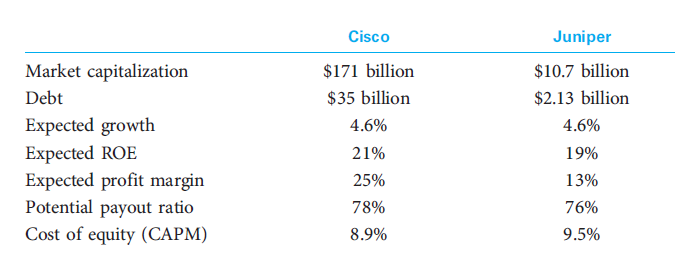 Cisco Juniper
Market capitalization $171 billion $10.7 billion
Debt $35 billion $2.13 billion
Expected growth 4.6% 4.6%
Expected ROE 21% 19%
Expected profit margin 25% 13%
Potential payout ratio 78% 76%
Cost of equity (CAPM) 8.9% 9.5%